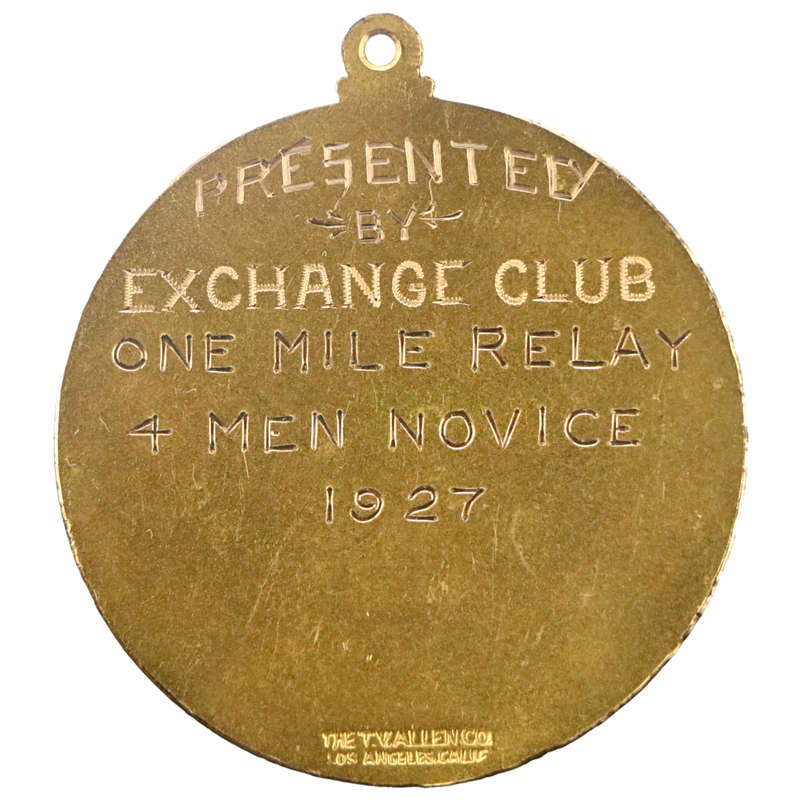 PRESENTED
BY
EXCHANGE CLUB
ONE MILE RELAY
4 MEN NOVICE
1927
THE T.V. ALLEN CO
LOS ANGELES, CALIF